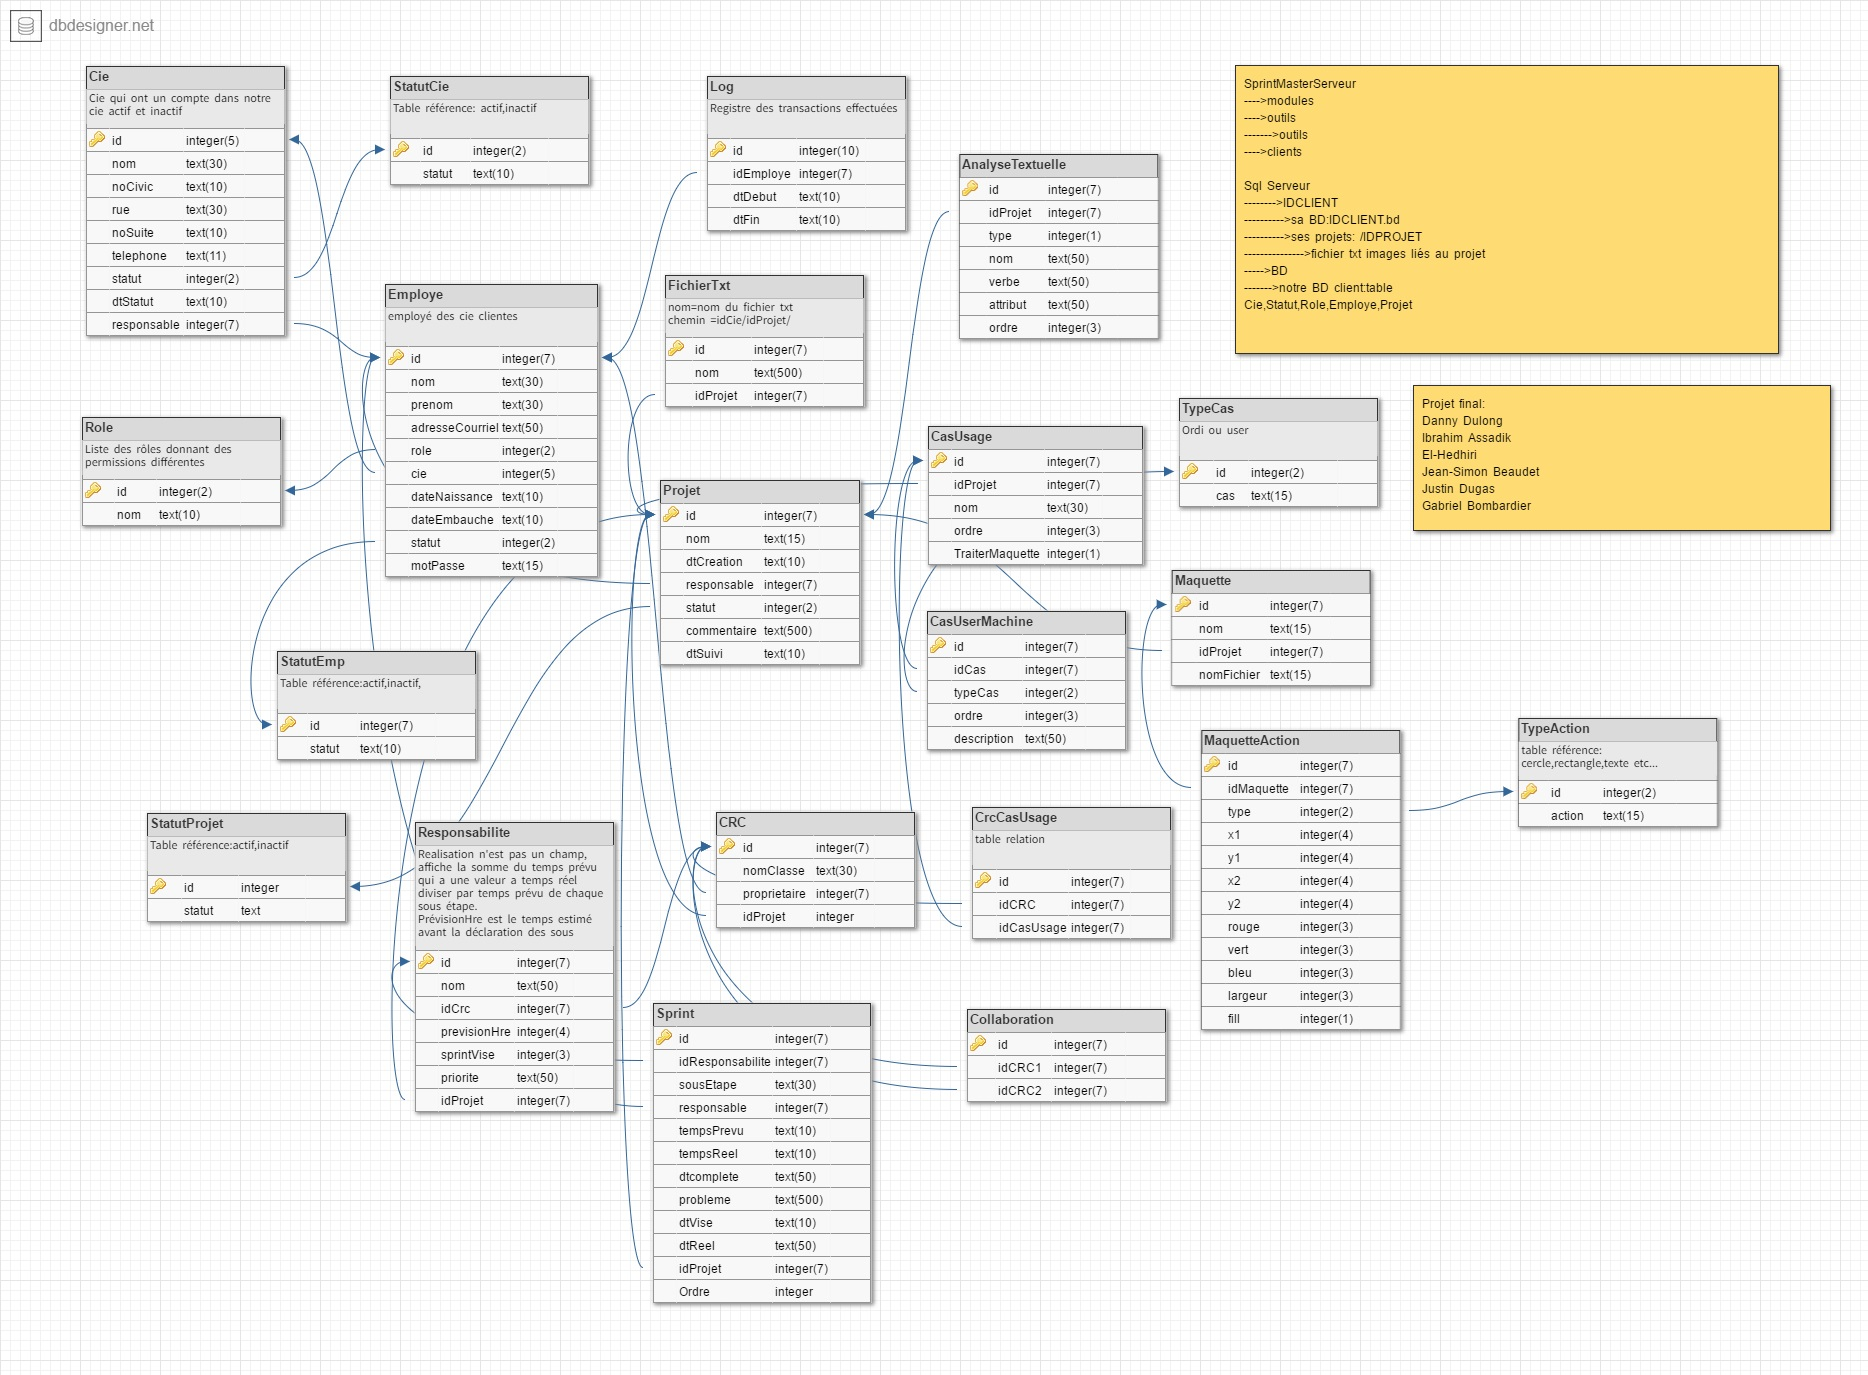 dbdesigner.net
Cie
Cie qui ont un compte dans notre
cie actif et inactif
id integer(5)
nom text(30)
noCivic text(10)
rue text(30)
noSuite text(10)
telephone text(11)
statut integer(2)
dtStatut text(10)
responsable integer(7)
StatutCie
Table référence: actif,inactif
id integer(2)
statut text(10)
Log
Registre des transactions effectuées
id integer(10)
idEmploye integer(7)
dtDebut text(10)
dtFin text(10)
AnalyseTextuelle
id integer(7)
idProjet integer(7)
type integer(1)
nom text(50)
verbe text(50)
attribut text(50)
ordre integer(3)
SprintMasterServeur
---->modules
---->outils
------->outils
---->clients
Sql Serveur
-------->IDCLIENT
---------->sa BD:IDCLIENT.bd
---------->ses projets: /IDPROJET
--------------->fichier txt images liés au projet
----->BD
------->notre BD client:table
Cie,Statut,Role,Employe,Projet
Employe
employé des cie clientes
id integer(7)
nom text(30)
prenom text(30)
adresseCourriel text(50)
role integer(2)
cie integer(5)
dateNaissance text(10)
dateEmbauche text(10)
statut integer(2)
motPasse text(15)
FichierTxt
nom=nom du fichier txt
chemin =idCie/idProjet/
id integer(7)
nom text(500)
idProjet integer(7)
Projet final:
Danny Dulong
Ibrahim Assadik
El-Hedhiri
Jean-Simon Beaudet
Justin Dugas
Gabriel Bombardier
Role
Liste des rôles donnant des
permissions différentes
id integer(2)
nom text(10)
Projet
id integer(7)
nom text(15)
dtCreation text(10)
responsable integer(7)
statut integer(2)
commentaire text(500)
dtSuivi text(10)
CasUsage
id integer(7)
idProjet integer(7)
nom text(30)
ordre integer(3)
TraiterMaquette integer(1)
TypeCas
Ordi ou user
id integer(2)
cas text(15)
Maquette
id integer(7)
nom text(15)
idProjet integer(7)
nomFichier text(15)
CasUserMachine
id integer(7)
idCas integer(7)
typeCas integer(2)
ordre integer(3)
description text(50)
StatutEmp
Table référence:actif,inactif,
id integer(7)
statut text(10)
MaquetteAction
id integer(7)
idMaquette integer(7)
type integer(2)
x1 integer(4)
y1 integer(4)
x2 integer(4)
y2 integer(4)
rouge integer(3)
vert integer(3)
bleu integer(3)
largeur integer(3)
fill integer(1)
TypeAction
table référence:
cercle,rectangle,texte etc...
id integer(2)
action text(15)
StatutProjet
Table référence:actif,inactif
id integer
statut text
Responsabilite
Realisation n'est pas un champ,
affiche la somme du temps prévu
qui a une valeur a temps réel
diviser par temps prévu de chaque
sous étape.
PrévisionHre est le temps estimé
avant la déclaration des sous
id integer(7)
nom text(50)
idCrc integer(7)
previsionHre integer(4)
sprintVise integer(3)
priorite text(50)
idProjet integer(7)
CRC
id integer(7)
nomClasse text(30)
proprietaire integer(7)
idProjet integer
CrcCasUsage
table relation
id integer(7)
idCRC integer(7)
idCasUsage integer(7)
Sprint
id integer(7)
idResponsabilite integer(7)
sousEtape text(30)
responsable integer(7)
tempsPrevu text(10)
tempsReel text(10)
dtcomplete text(50)
probleme text(500)
dtVise text(10)
dtReel text(50)
idProjet integer(7)
Ordre integer
Collaboration
id integer(7)
idCRC1 integer(7)
idCRC2 integer(7)